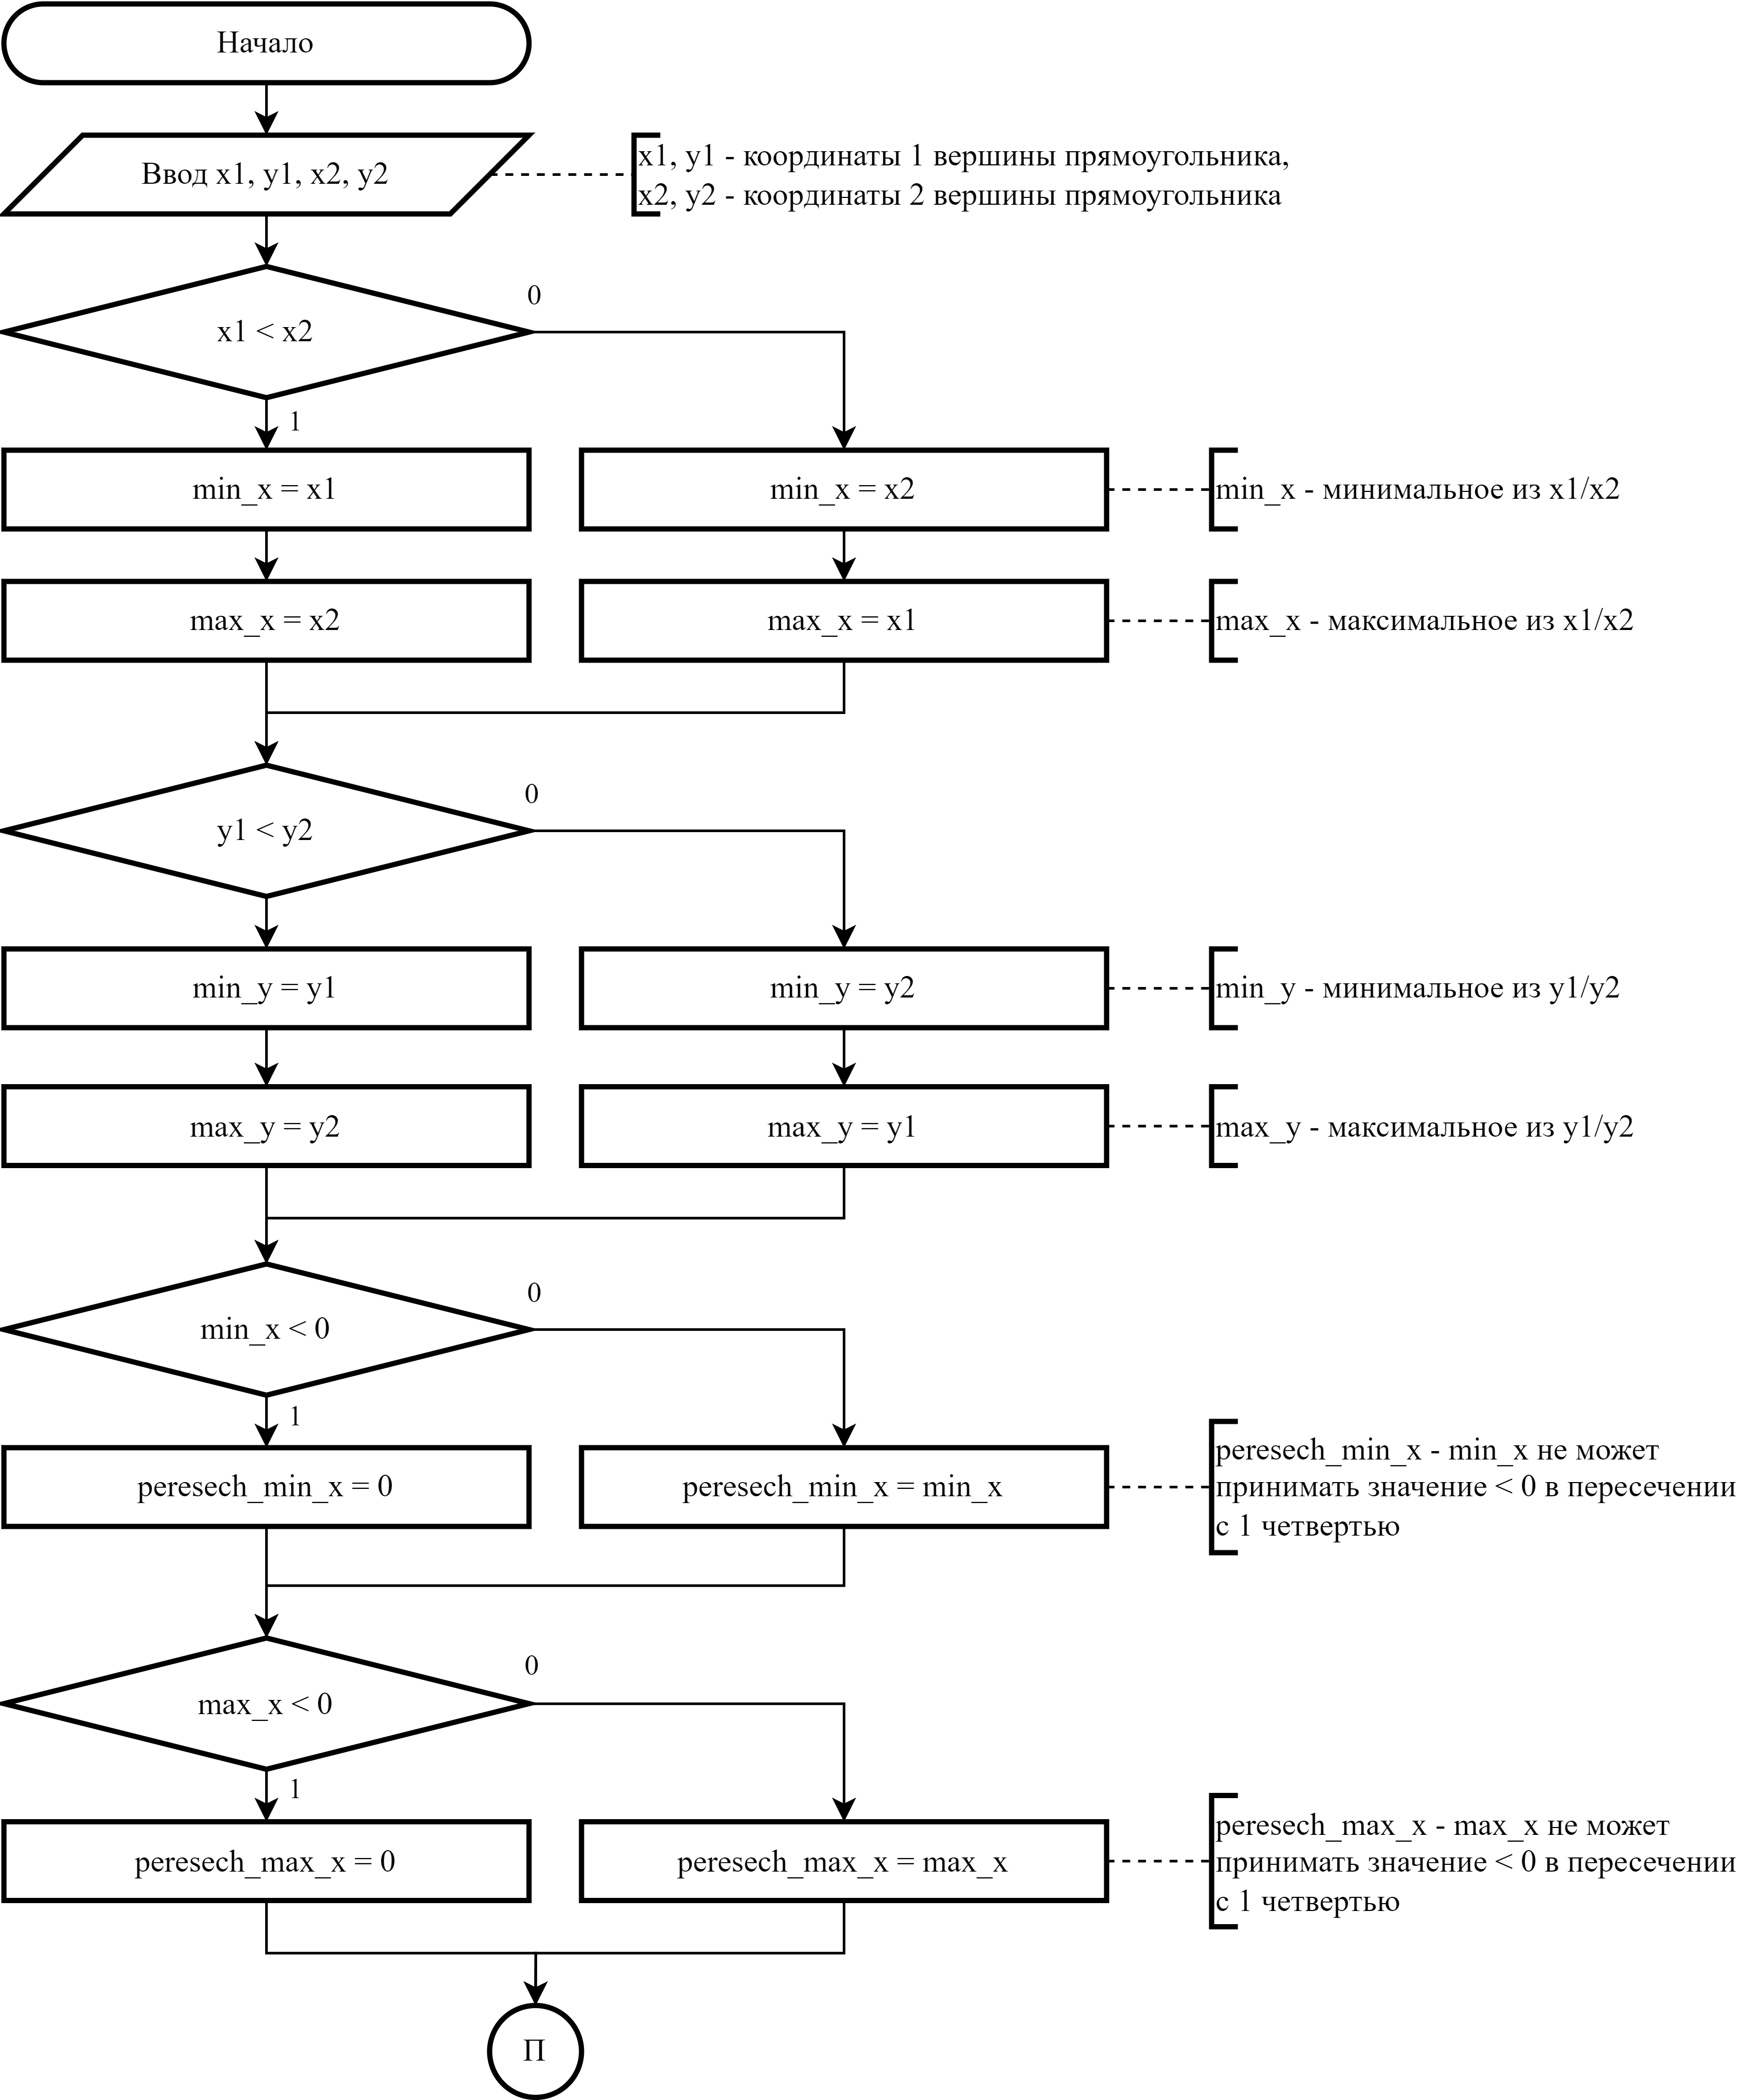 Начало
Ввод x1, y1, x2, y2
x1, y1 - координаты 1 вершины прямоугольника,
x2, y2 - координаты 2 вершины прямоугольника
0
x1 < x2
1
min_x = x1
min_x = x2
min_x - минимальное из x1/x2
max_x = x2
max_x = x1
max_x - максимальное из x1/x2
0
y1 < y2
min_y = y1
min_y = y2
min_y - минимальное из y1/y2
max_y = y2
max_y = y1
max_y - максимальное из y1/y2
0
min_x < 0
1
peresech_min_x = 0
peresech_min_x = min_x
peresech_min_x - min_x не может
принимать значение < 0 в пересечении
с 1 четвертью
0
max_x < 0
1
peresech_max_x = 0
peresech_max_x = max_x
peresech_max_x - max_x не может
принимать значение < 0 в пересечении
с 1 четвертью
П